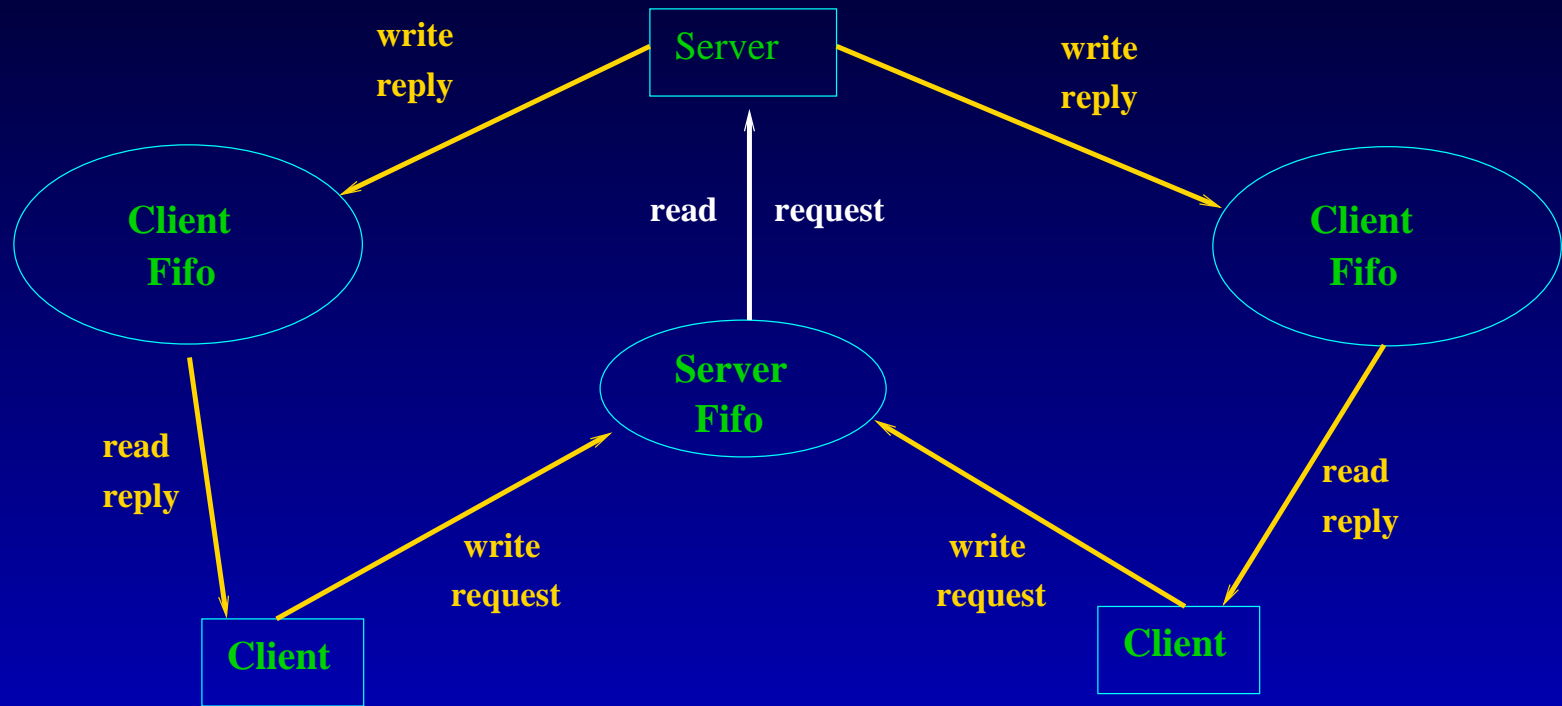 write
reply
Server
write
reply
Client
Fifo
read request
Client
Fifo
Server
Fifo
read
reply
read
reply
write
request
write
request
Client
Client